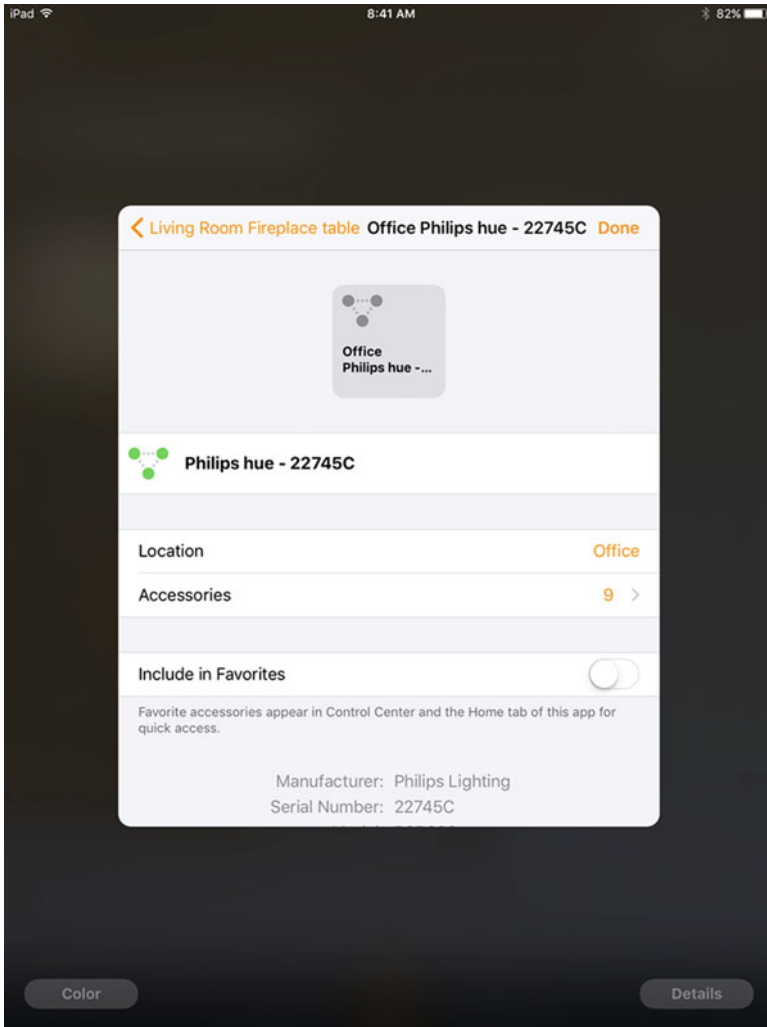 iPad 8:41 AM 82%
Living Room Fireplace table Office Philips hue - 22745C Done
Office
Philips hue -...
Philips hue - 22745C
Location Office
Accessories 9
Include in Favorites
Favorite accessories appear in Control Center and the Home tab of this app for
quick access.
Manufacturer: Philips Lighting
Serial Number: 22745C
Color Details